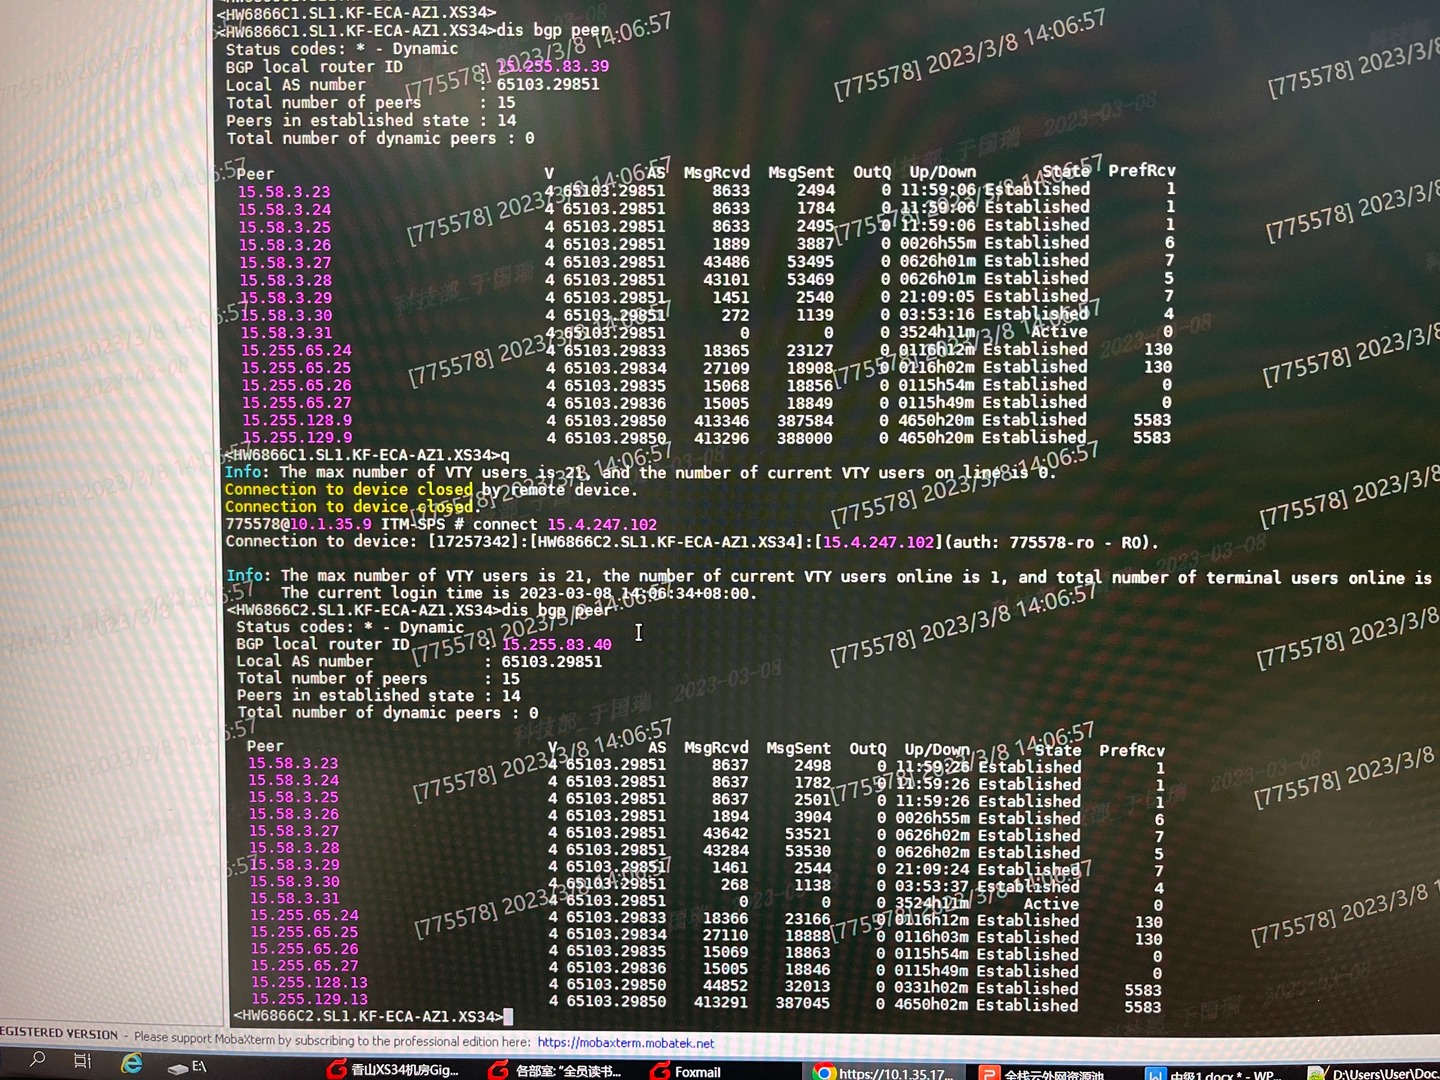 <HW6866C1.SL1.KF-ECA-AZ1.XS34>
<HW6866C1.SL1.KF-ECA-AZ1.XS34>dis bgp peer
Status codes: * - Dynamic
BGP local router ID : 15.255.83.39
Local AS number : 65103.29851
Total number of peers : 15
Peers in established state : 14
Total number of dynamic peers : 0
Peer V AS MsgRcvd MsgSent OutQ Up/Down State PrefRcv
15.58.3.23 4 65103.29851 8633 2494 0 11:59:06 Established 1
15.58.3.24 4 65103.29851 8633 1784 0 11:59:06 Established 1
15.58.3.25 4 65103.29851 8633 2495 0 11:59:06 Established 1
15.58.3.26 4 65103.29851 1889 3887 0 0026h55m Established 6
15.58.3.27 4 65103.29851 43486 53495 0 0626h01m Established 7
15.58.3.28 4 65103.29851 43101 53469 0 0626h01m Established 5
15.58.3.29 4 65103.29851 1451 2540 0 21:09:05 Established 7
15.58.3.30 4 65103.29851 272 1139 0 03:53:16 Established 4
15.58.3.31 4 65103.29851 0 0 0 3524h11m Active 0
15.255.65.24 4 65103.29833 18365 23127 0 0116h12m Established 130
15.255.65.25 4 65103.29834 27109 18908 0 0116h02m Established 130
15.255.65.26 4 65103.29835 15068 18856 0 0115h54m Established 0
15.255.65.27 4 65103.29836 15005 18849 0 0115h49m Established 0
15.255.128.9 4 65103.29850 413346 387584 0 4650h20m Established 5583
15.255.129.9 4 65103.29850 413296 388000 0 4650h20m Established 5583
<HW6866C1.SL1.KF-ECA-AZ1.XS34>q
Info: The max number of VTY users is 21, and the number of current VTY users on line is 0.
Connection to device closed by remote device.
Connection to device closed.
775578@10.1.35.9 ITM-SPS # connect 15.4.247.102
Connection to device: [17257342]:[HW6866C2.SL1.KF-ECA-AZ1.XS34]:[15.4.247.102](auth: 775578-ro - RO).
Info: The max number of VTY users is 21, the number of current VTY users online is 1, and total number of terminal users online is
The current login time is 2023-03-08 14:06:34+08:00.
<HW6866C2.SL1.KF-ECA-AZ1.XS34>dis bgp peer
Status codes: * - Dynamic
BGP local router ID : 15.255.83.40
Local AS number : 65103.29851
Total number of peers : 15
Peers in established state : 14
Total number of dynamic peers : 0
Peer V AS MsgRcvd MsgSent OutQ Up/Down State PrefRcv
15.58.3.23 4 65103.29851 8637 2498 0 11:59:26 Established 1
15.58.3.24 4 65103.29851 8637 1782 0 11:59:26 Established 1
15.58.3.25 4 65103.29851 8637 2501 0 11:59:26 Established 1
15.58.3.26 4 65103.29851 1894 3904 0 0026h55m Established 6
15.58.3.27 4 65103.29851 43642 53521 0 0626h02m Established 7
15.58.3.28 4 65103.29851 43284 53530 0 0626h02m Established 5
15.58.3.29 4 65103.29851 1461 2544 0 21:09:24 Established 7
15.58.3.30 4 65103.29851 268 1138 0 03:53:37 Established 4
15.58.3.31 4 65103.29851 0 0 0 3524h11m Active 0
15.255.65.24 4 65103.29833 18366 23166 0 0116h12m Established 130
15.255.65.25 4 65103.29834 27110 18888 0 0116h03m Established 130
15.255.65.26 4 65103.29835 15069 18863 0 0115h54m Established 0
15.255.65.27 4 65103.29836 15005 18846 0 0115h49m Established 0
15.255.128.13 4 65103.29850 44852 32013 0 0331h02m Established 5583
15.255.129.13 4 65103.29850 413291 387045 0 4650h02m Established 5583
<HW6866C2.SL1.KF-ECA-AZ1.XS34>
[775578] 2023/3/8 14:06:57
科技部_于国瑞 2023-03-08
EGISTERED VERSION - Please support MobaXterm by subscribing to the professional edition here: https://mobaxterm.mobatek.net
E:\ 香山XS34机房Gig... 各部室: "全员读书... Foxmail https://10.1.35.17... 全栈云外网资源池 中级1.docx * - WP... D:\Users\User\Doc